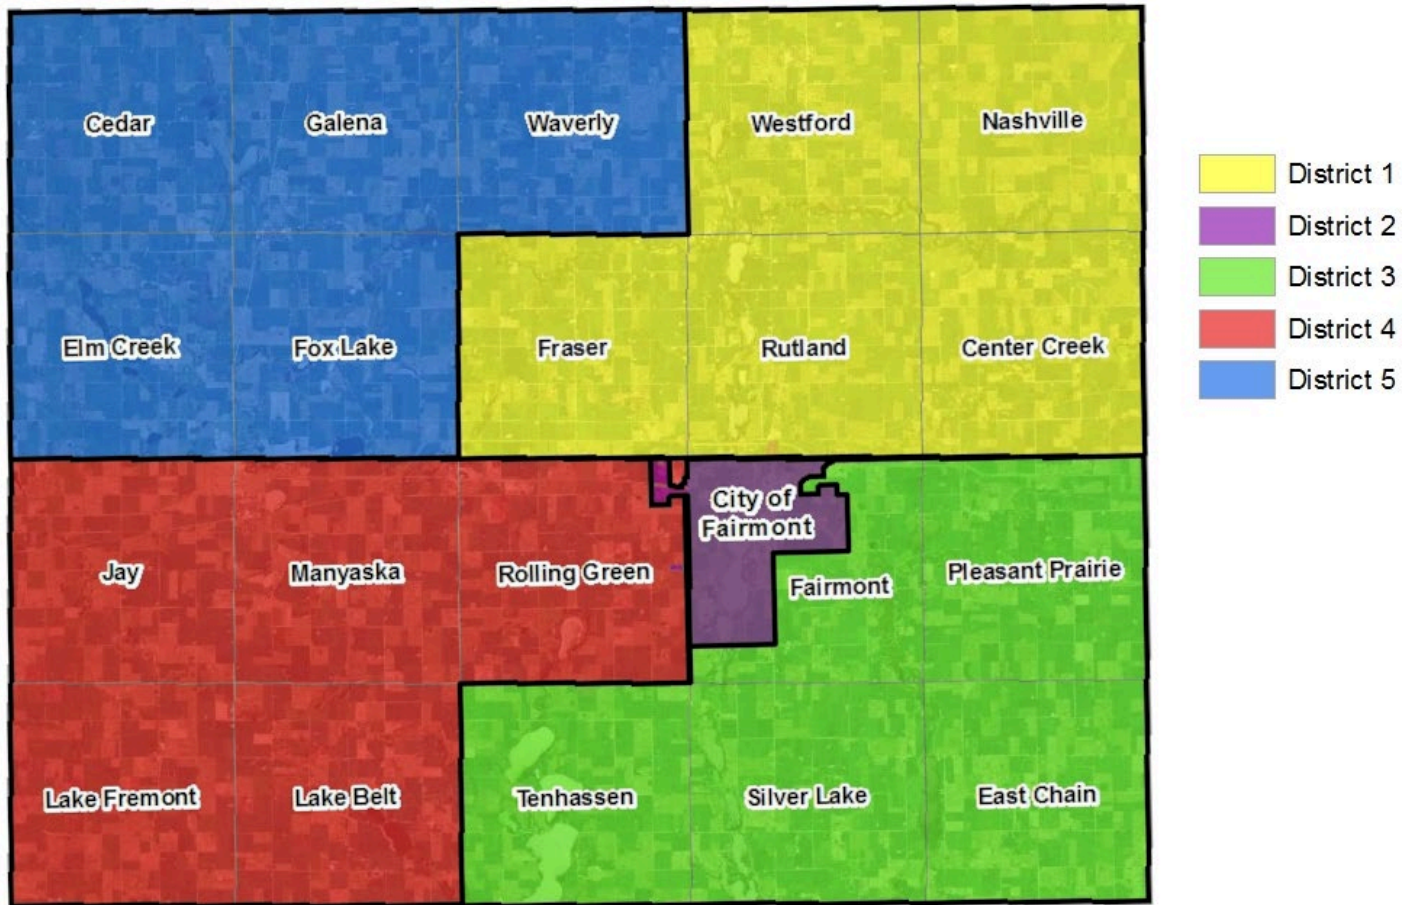 Cedar
Galena
Waverly
Westford
Nashville
Elm Creek
Fox Lake
Fraser
Rutland
Center Creek
City of
Fairmont
Jay
Manyaska
Rolling Green
Fairmont
Pleasant Prairie
Lake Fremont
Lake Belt
Tenhassen
Silver Lake
East Chain
District 1
District 2
District 3
District 4
District 5